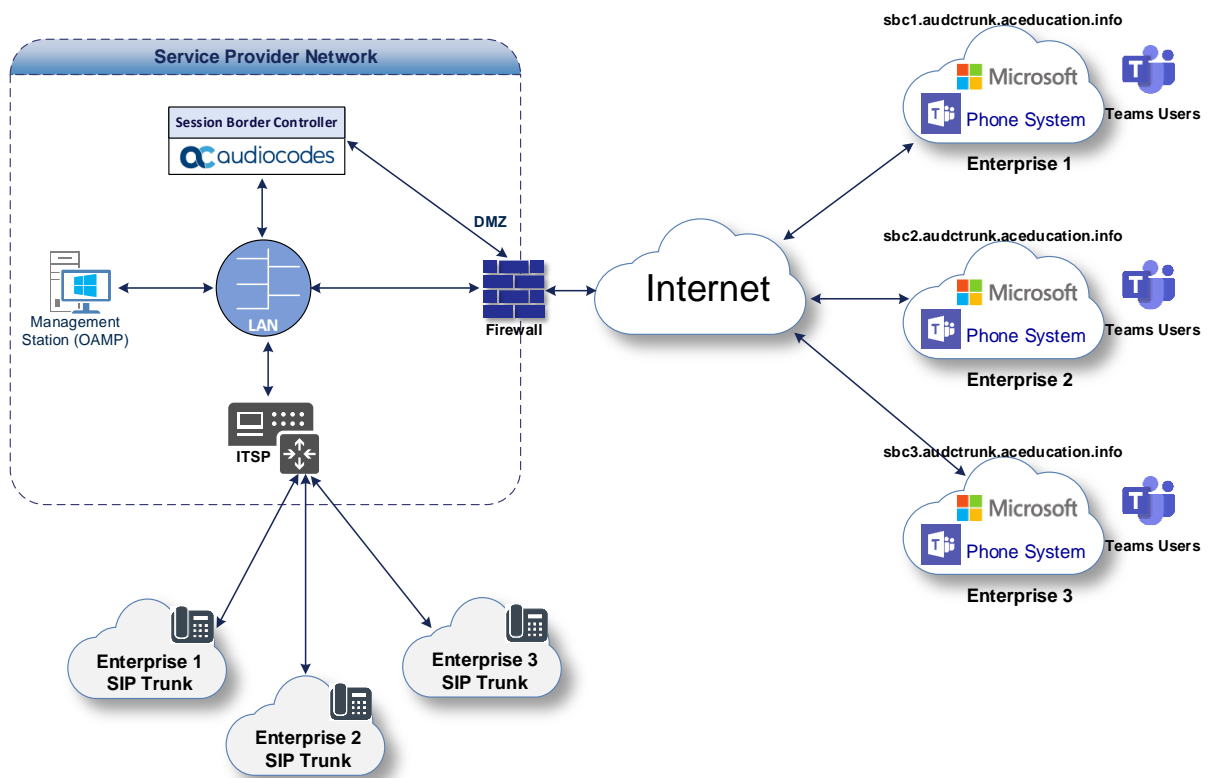 sbc1.audctrunk.aceducation.info
Service Provider Network
Session Border Controller
audiocodes
Microsoft
Phone System
Teams Users
Enterprise 1
DMZ
Management
Station (OAMP)
LAN
Firewall
Internet
sbc2.audctrunk.aceducation.info
Microsoft
Phone System
Teams Users
Enterprise 2
ITSP
sbc3.audctrunk.aceducation.info
Microsoft
Phone System
Teams Users
Enterprise 3
Enterprise 1
SIP Trunk
Enterprise 2
SIP Trunk
Enterprise 3
SIP Trunk